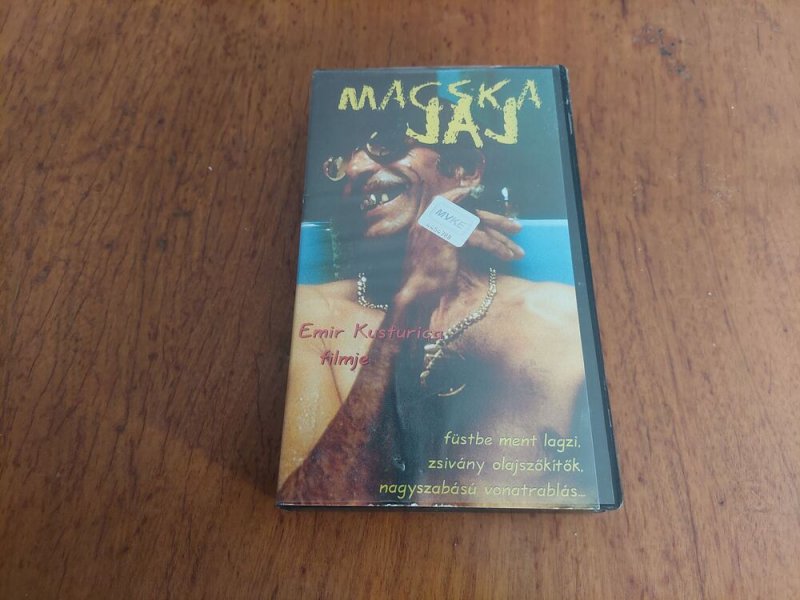 MACSKA
JAJ
MVKE
Emir Kusturica
filmje
füstbe ment lagzi,
zsivány olajszőkítők,
nagyszabású vonatrablás...